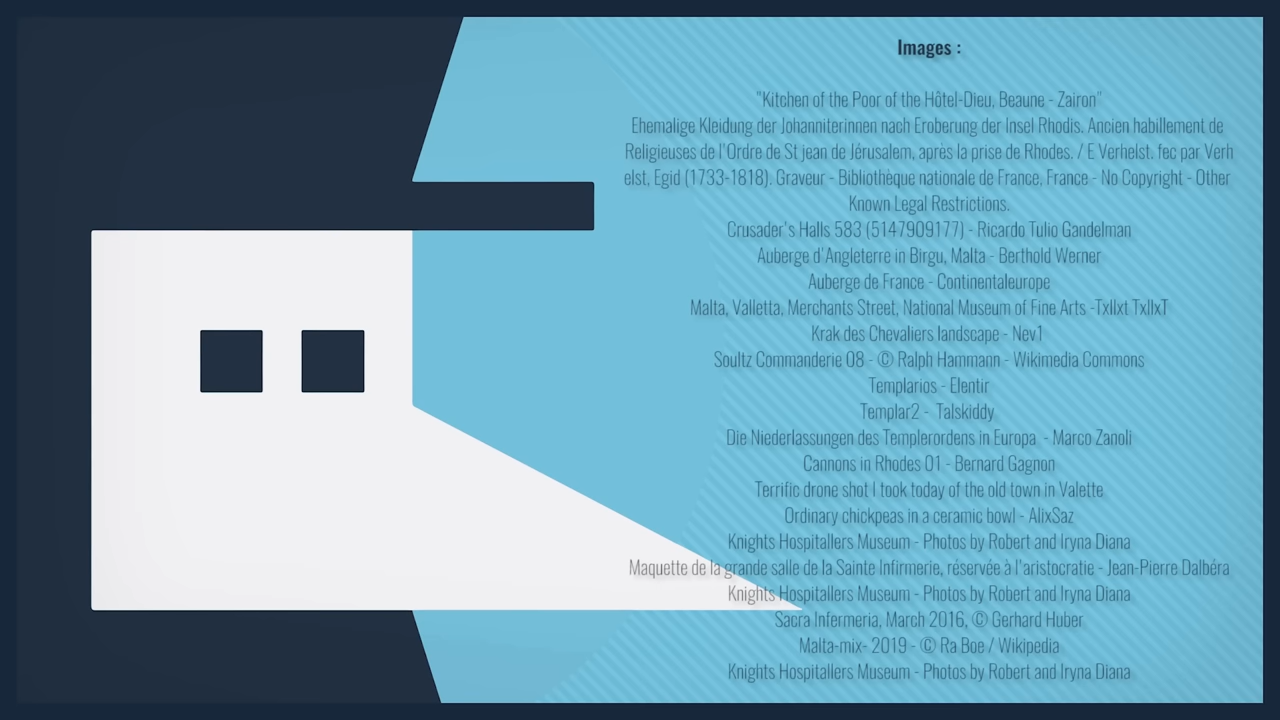 Images :
"Kitchen of the Poor of the Hôtel-Dieu, Beaune - Zairon"
Ehemalige Kleidung der Johanniterinnen nach Eroberung der Insel Rhodis. Ancien habillement de
Religieuses de l'Ordre de St jean de Jérusalem, après la prise de Rhodes. / E Verhelst. fec par Verh
elst, Egid (1733-1818). Graveur - Bibliothèque nationale de France, France - No Copyright - Other
Known Legal Restrictions.
Crusader's Halls 583 (5147909177) - Ricardo Tulio Gandelman
Auberge d'Angleterre in Birgu, Malta - Berthold Werner
Auberge de France - Continentaleurope
Malta, Valletta, Merchants Street, National Museum of Fine Arts -Txllxt TxllxT
Krak des Chevaliers landscape - Nev1
Soultz Commanderie 08 - © Ralph Hammann - Wikimedia Commons
Templarios - Elentir
Templar2 - Talskiddy
Die Niederlassungen des Templerordens in Europa - Marco Zanoli
Cannons in Rhodes 01 - Bernard Gagnon
Terrific drone shot I took today of the old town in Valette
Ordinary chickpeas in a ceramic bowl - AlixSaz
Knights Hospitallers Museum - Photos by Robert and Iryna Diana
Maquette de la grande salle de la Sainte Infirmerie, réservée à l'aristocratie - Jean-Pierre Dalbéra
Knights Hospitallers Museum - Photos by Robert and Iryna Diana
Sacra Infermeria, March 2016, © Gerhard Huber
Malta-mix- 2019 - © Ra Boe / Wikipedia
Knights Hospitallers Museum - Photos by Robert and Iryna Diana